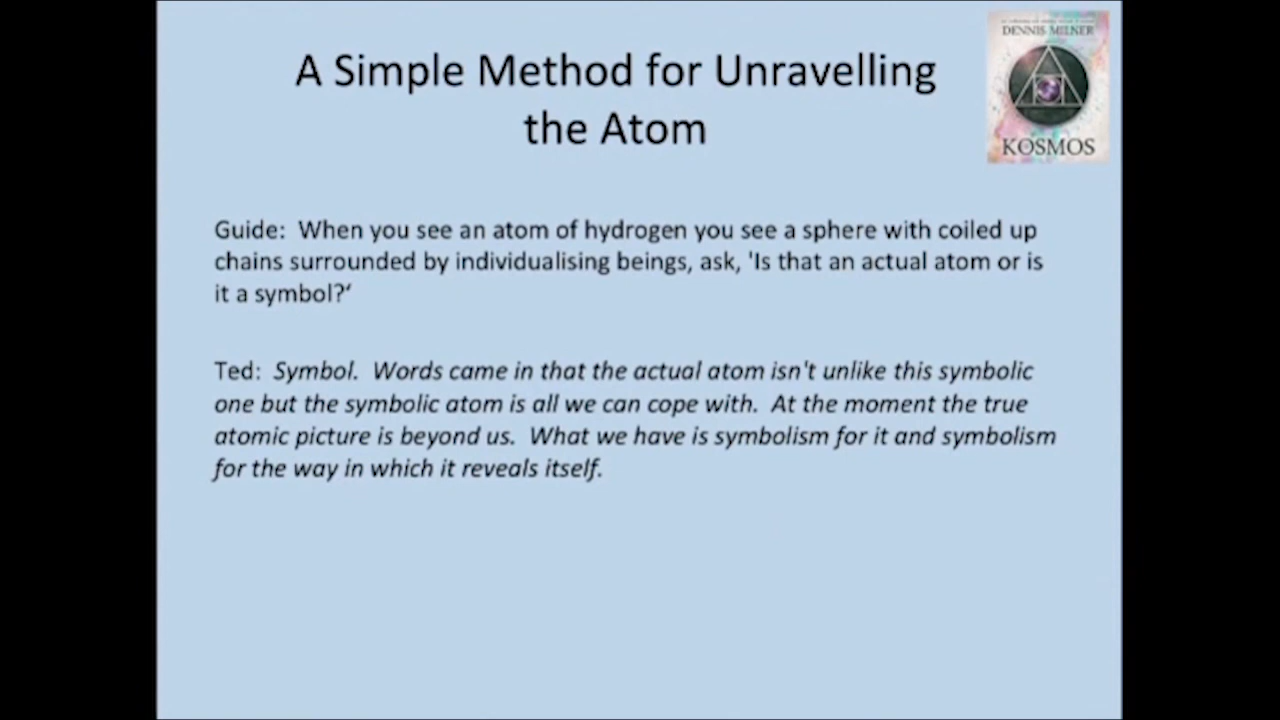 A Simple Method for Unravelling
the Atom
DENNIS MILNER
KOSMOS
Guide:  When you see an atom of hydrogen you see a sphere with coiled up
chains surrounded by individualising beings, ask, 'Is that an actual atom or is
it a symbol?‘
Ted:  Symbol.  Words came in that the actual atom isn't unlike this symbolic
one but the symbolic atom is all we can cope with.  At the moment the true
atomic picture is beyond us.  What we have is symbolism for it and symbolism
for the way in which it reveals itself.